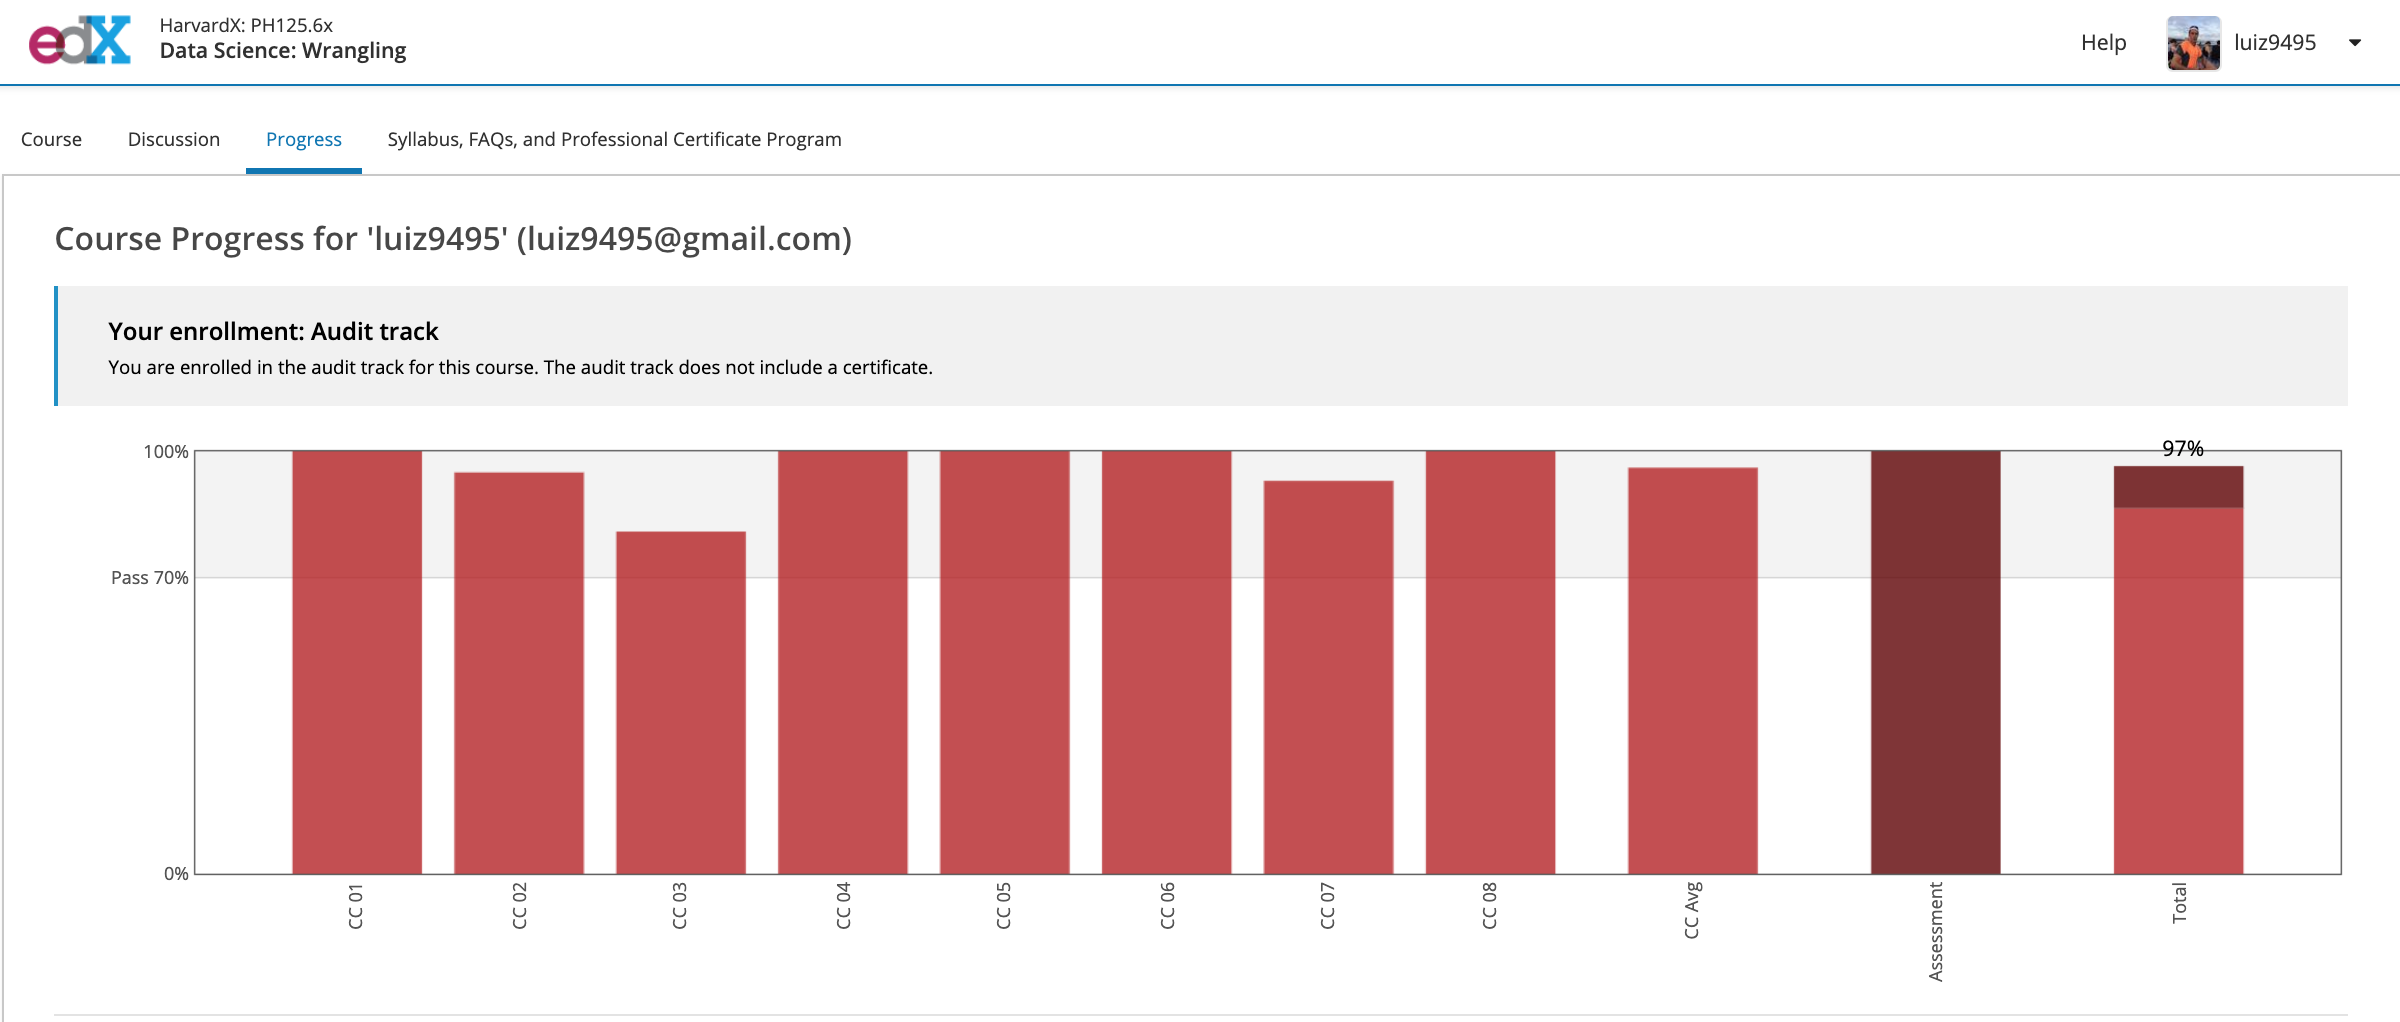 edX
HarvardX: PH125.6x
Data Science: Wrangling
Help
luiz9495
Course
Discussion
Progress
Syllabus, FAQs, and Professional Certificate Program
Course Progress for 'luiz9495' (luiz9495@gmail.com)
Your enrollment: Audit track
You are enrolled in the audit track for this course. The audit track does not include a certificate.
100%
97%
Pass 70%
0%
CC 01
CC 02
CC 03
CC 04
CC 05
CC 06
CC 07
CC 08
CC Avg
Assessment
Total